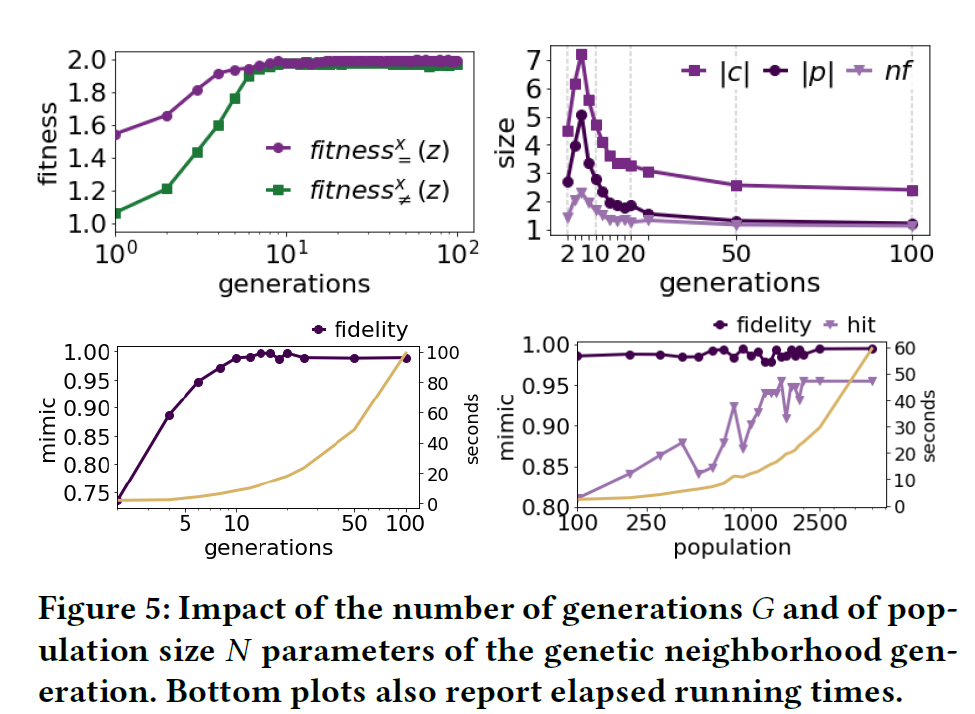 2.0
1.8
1.6
1.4
1.2
1.0
fitness
fitness^x_=(z)
fitness^x_≠(z)
10^0 10^1 10^2
generations
7
6
5
4
3
2
1
size
|c| |p| nf
2 10 20 50 100
generations
fidelity
1.00
0.95
0.90
0.85
0.80
0.75
mimic
100
80
60
40
20
0
seconds
5 10 50 100
generations
fidelity hit
1.00
0.95
0.90
0.85
0.80
mimic
60
50
40
30
20
10
0
seconds
100 250 1000 2500
population
Figure 5: Impact of the number of generations G and of pop-
ulation size N parameters of the genetic neighborhood gen-
eration. Bottom plots also report elapsed running times.